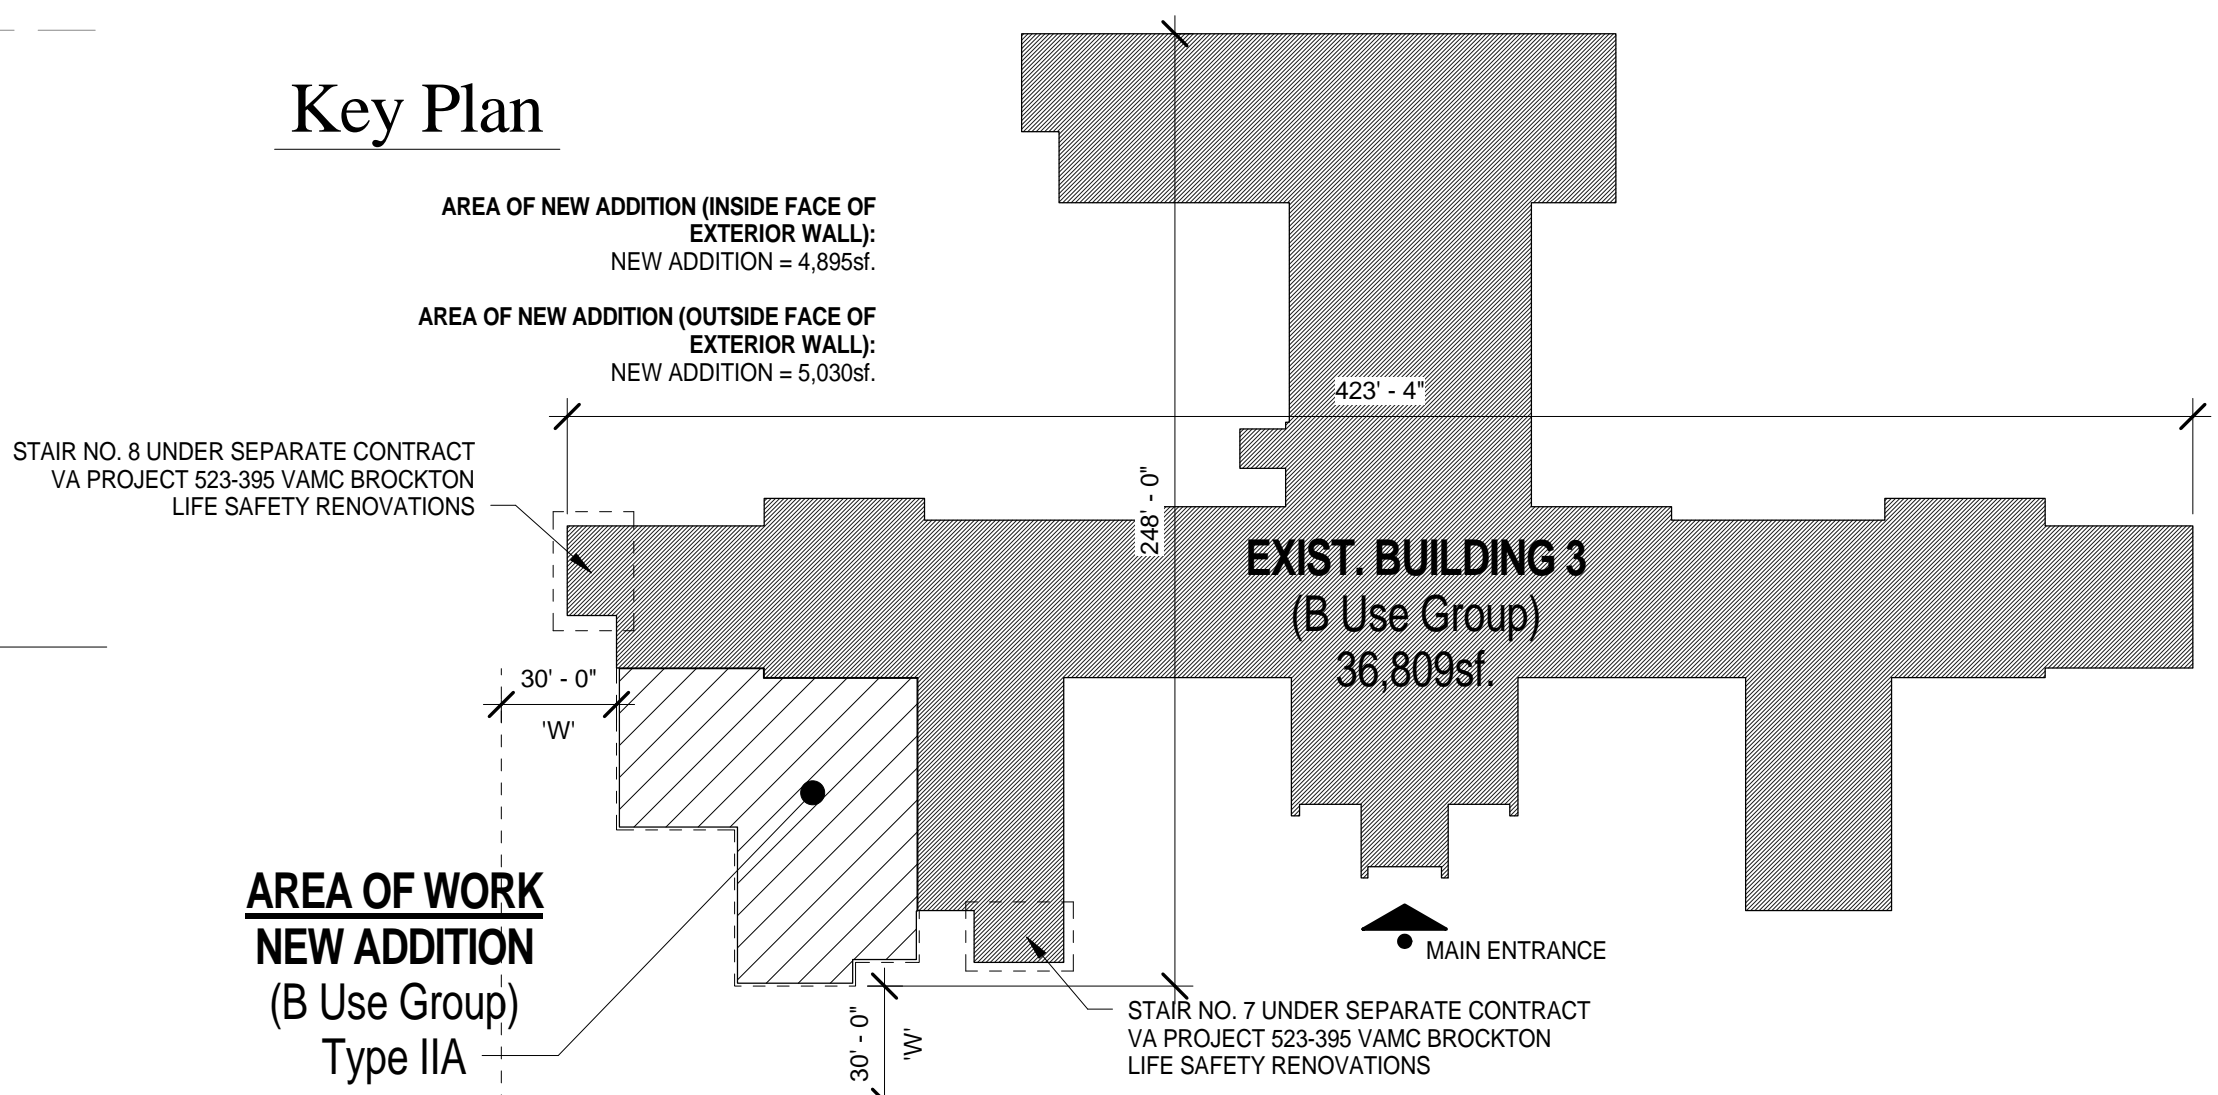 Key Plan
AREA OF NEW ADDITION (INSIDE FACE OF
EXTERIOR WALL):
NEW ADDITION = 4,895sf.
AREA OF NEW ADDITION (OUTSIDE FACE OF
EXTERIOR WALL):
NEW ADDITION = 5,030sf.
423' - 4"
STAIR NO. 8 UNDER SEPARATE CONTRACT
VA PROJECT 523-395 VAMC BROCKTON
LIFE SAFETY RENOVATIONS
248' - 0"
EXIST. BUILDING 3
(B Use Group)
36,809sf.
30' - 0"
'W'
AREA OF WORK
NEW ADDITION
(B Use Group)
Type IIA
MAIN ENTRANCE
STAIR NO. 7 UNDER SEPARATE CONTRACT
VA PROJECT 523-395 VAMC BROCKTON
LIFE SAFETY RENOVATIONS
30' - 0"
'W'